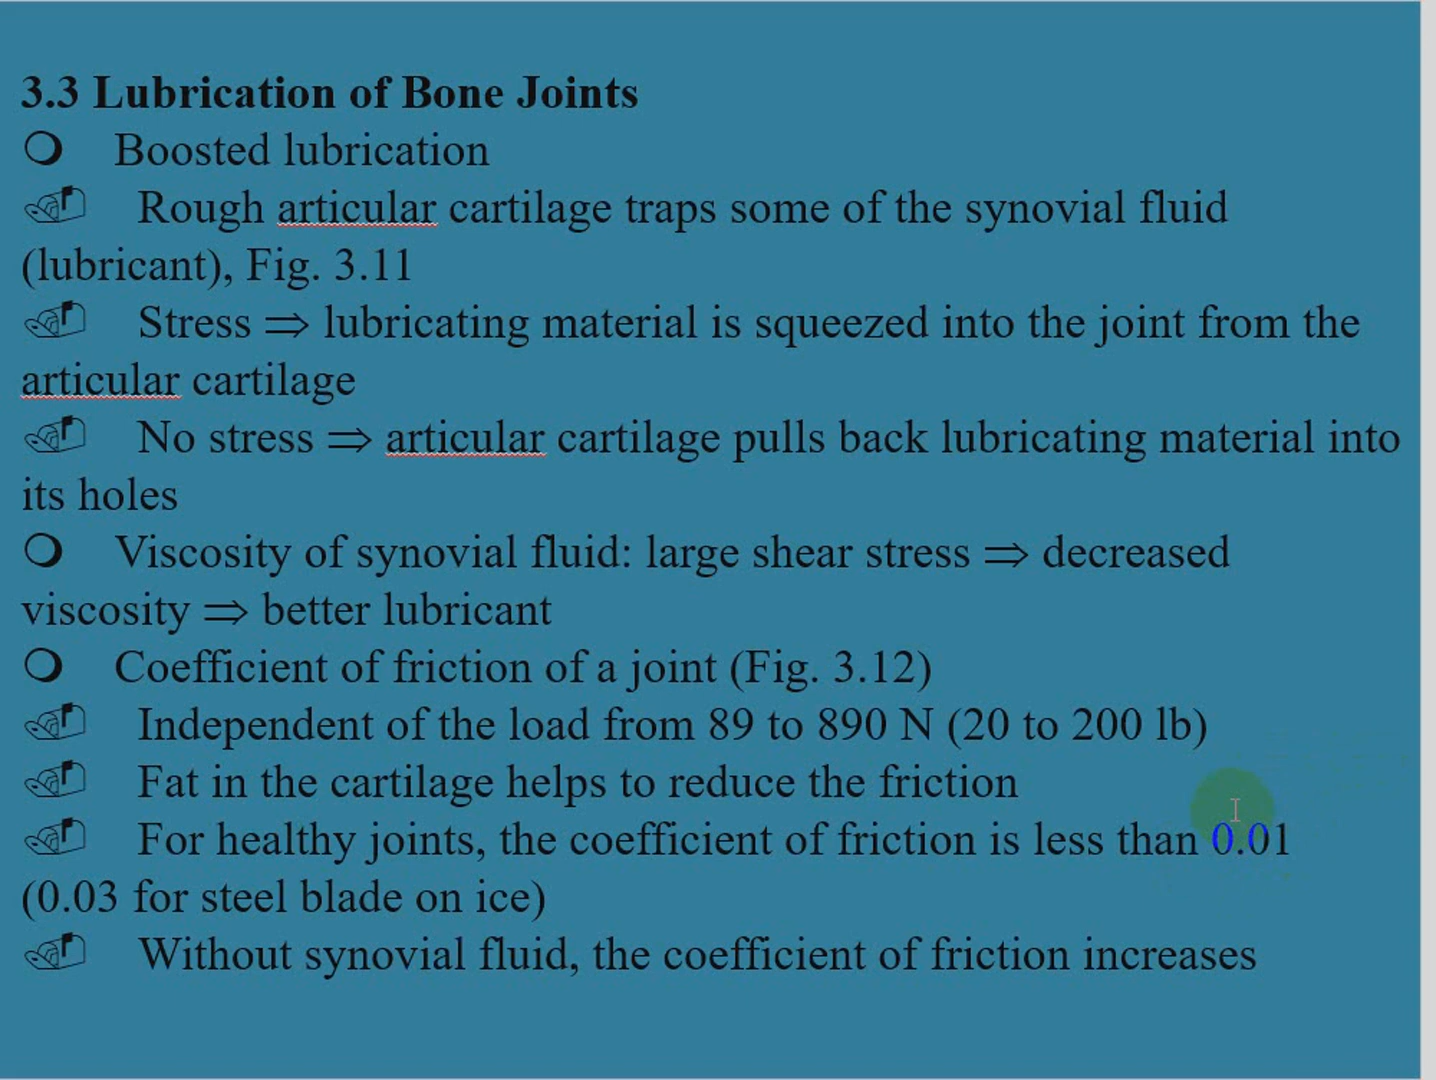 3.3 Lubrication of Bone Joints
❍ Boosted lubrication
Rough articular cartilage traps some of the synovial fluid
(lubricant), Fig. 3.11
Stress ⇒ lubricating material is squeezed into the joint from the
articular cartilage
No stress ⇒ articular cartilage pulls back lubricating material into
its holes
❍ Viscosity of synovial fluid: large shear stress ⇒ decreased
viscosity ⇒ better lubricant
❍ Coefficient of friction of a joint (Fig. 3.12)
Independent of the load from 89 to 890 N (20 to 200 lb)
Fat in the cartilage helps to reduce the friction
For healthy joints, the coefficient of friction is less than 0.01
(0.03 for steel blade on ice)
Without synovial fluid, the coefficient of friction increases